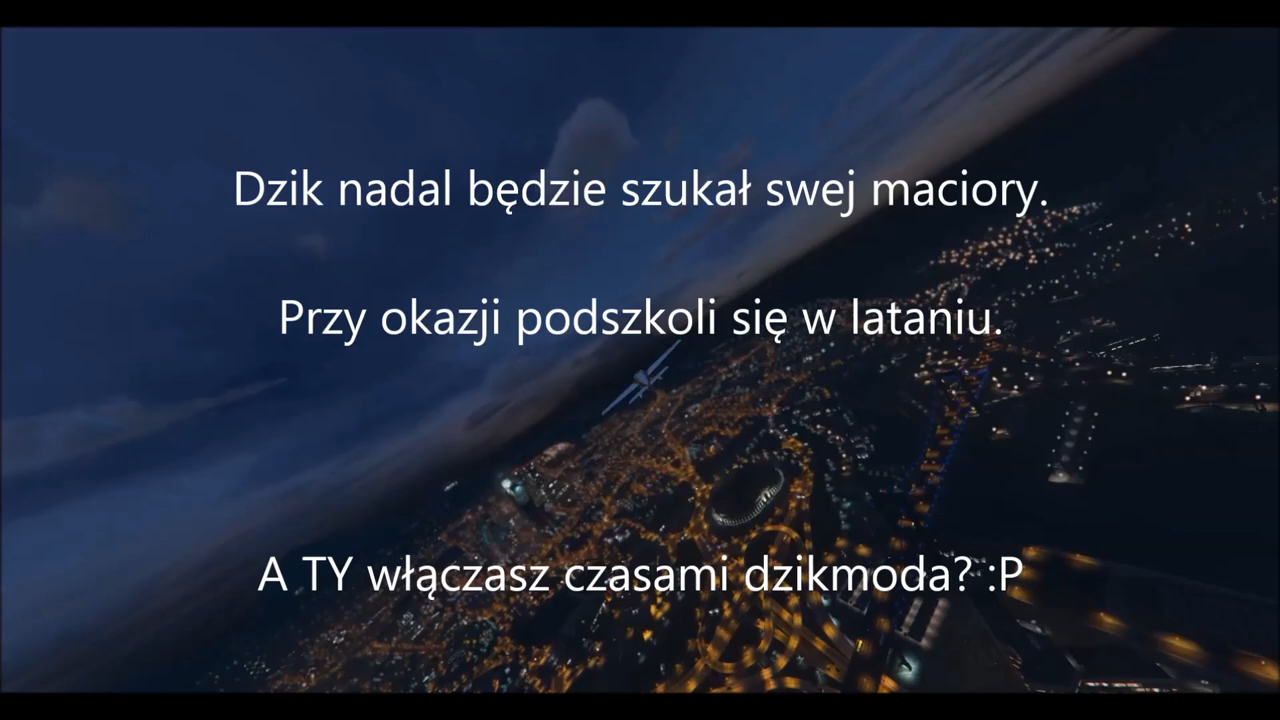 Dzik nadal będzie szukał swej maciory.
Przy okazji podszkoli się w lataniu.
A TY włączasz czasami dzikmoda? :P